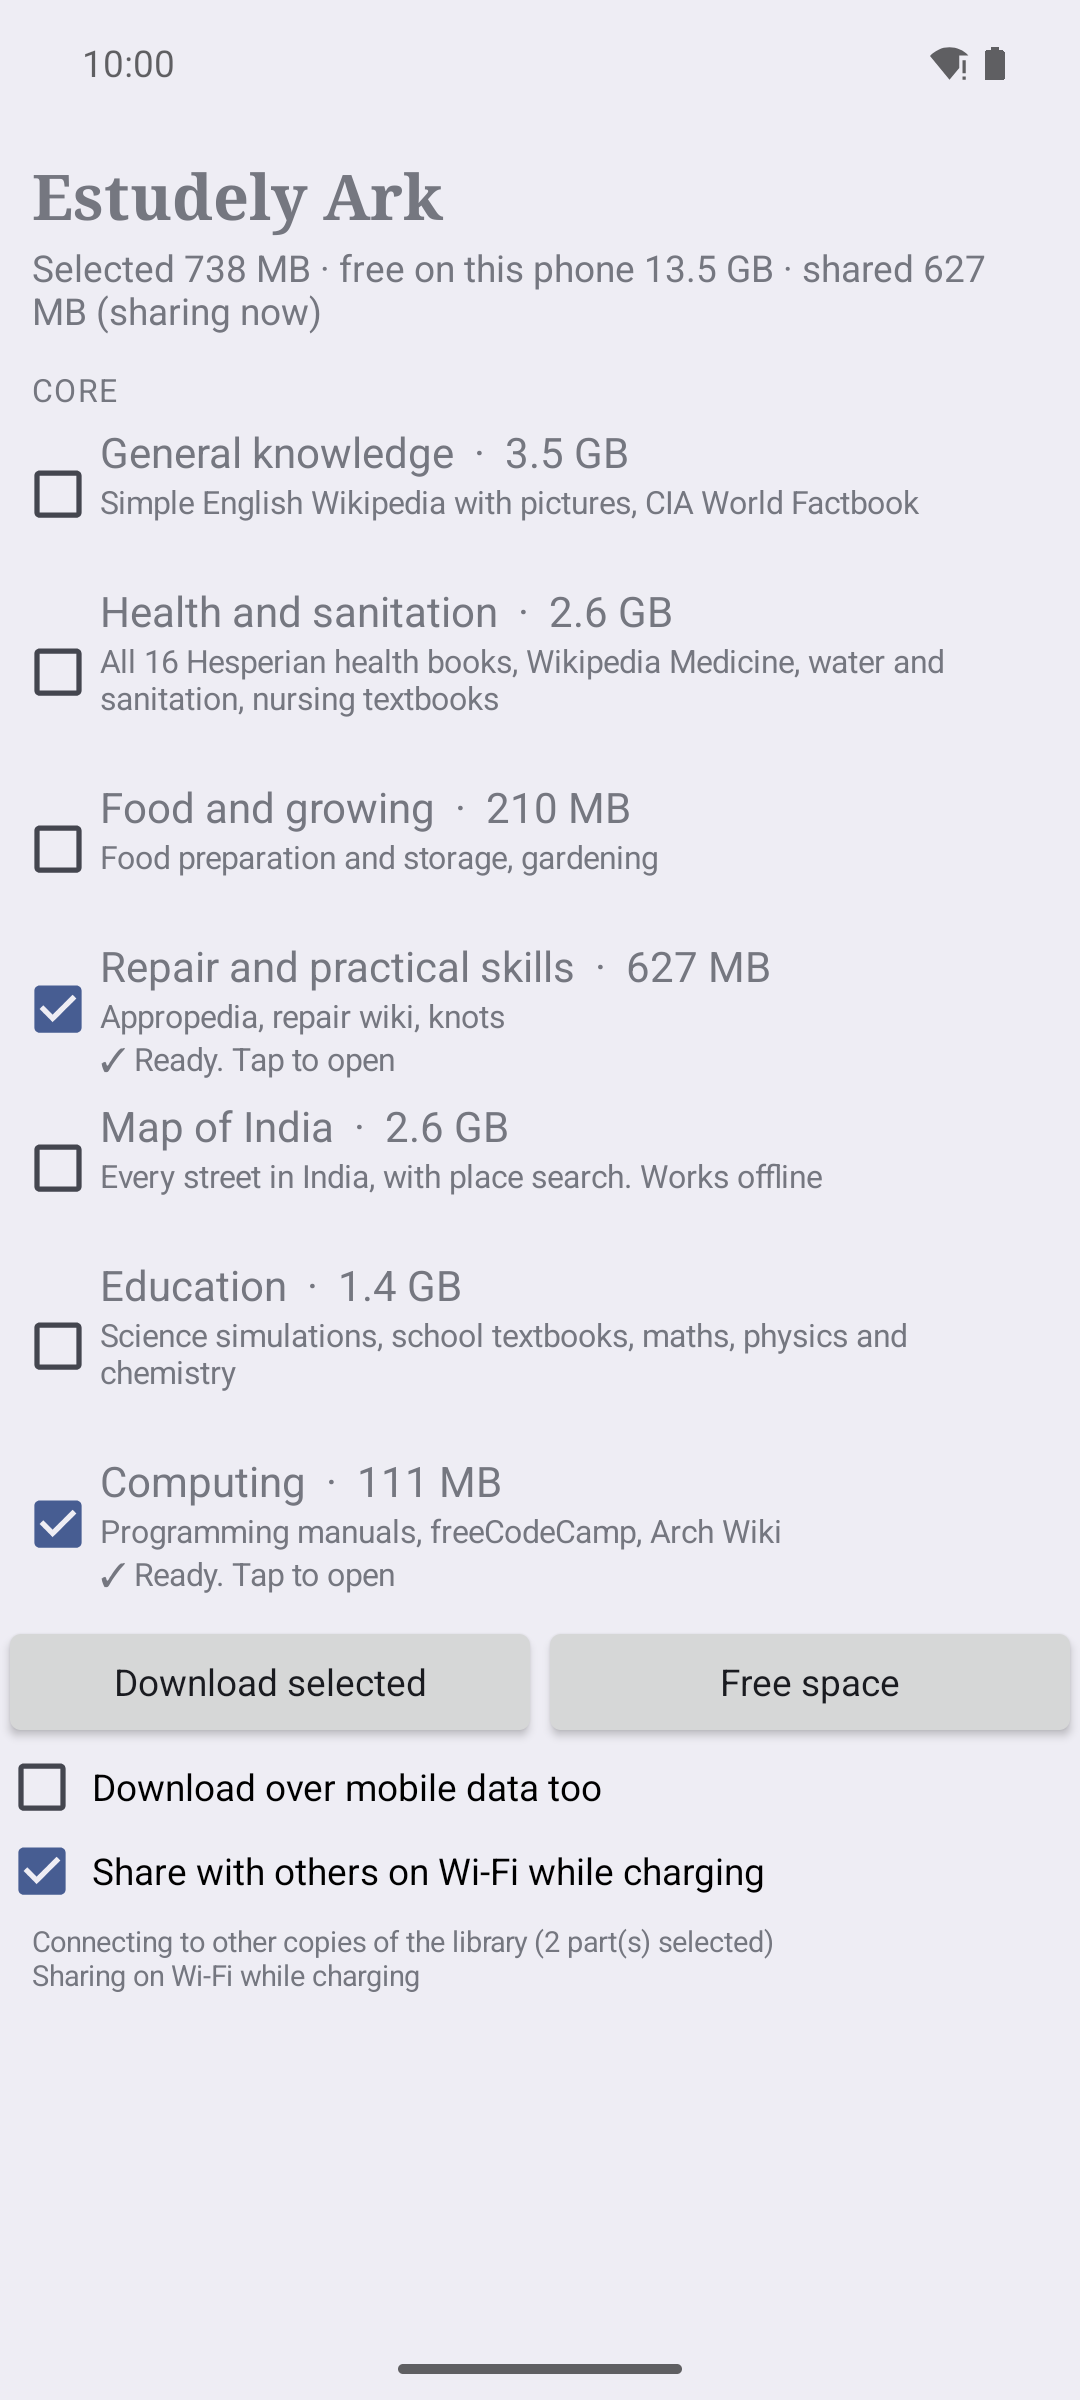 10:00
Estudely Ark
Selected 738 MB · free on this phone 13.5 GB · shared 627
MB (sharing now)
CORE
General knowledge · 3.5 GB
Simple English Wikipedia with pictures, CIA World Factbook
Health and sanitation · 2.6 GB
All 16 Hesperian health books, Wikipedia Medicine, water and
sanitation, nursing textbooks
Food and growing · 210 MB
Food preparation and storage, gardening
Repair and practical skills · 627 MB
Appropedia, repair wiki, knots
✓ Ready. Tap to open
Map of India · 2.6 GB
Every street in India, with place search. Works offline
Education · 1.4 GB
Science simulations, school textbooks, maths, physics and
chemistry
Computing · 111 MB
Programming manuals, freeCodeCamp, Arch Wiki
✓ Ready. Tap to open
Download selected
Free space
Download over mobile data too
Share with others on Wi-Fi while charging
Connecting to other copies of the library (2 part(s) selected)
Sharing on Wi-Fi while charging